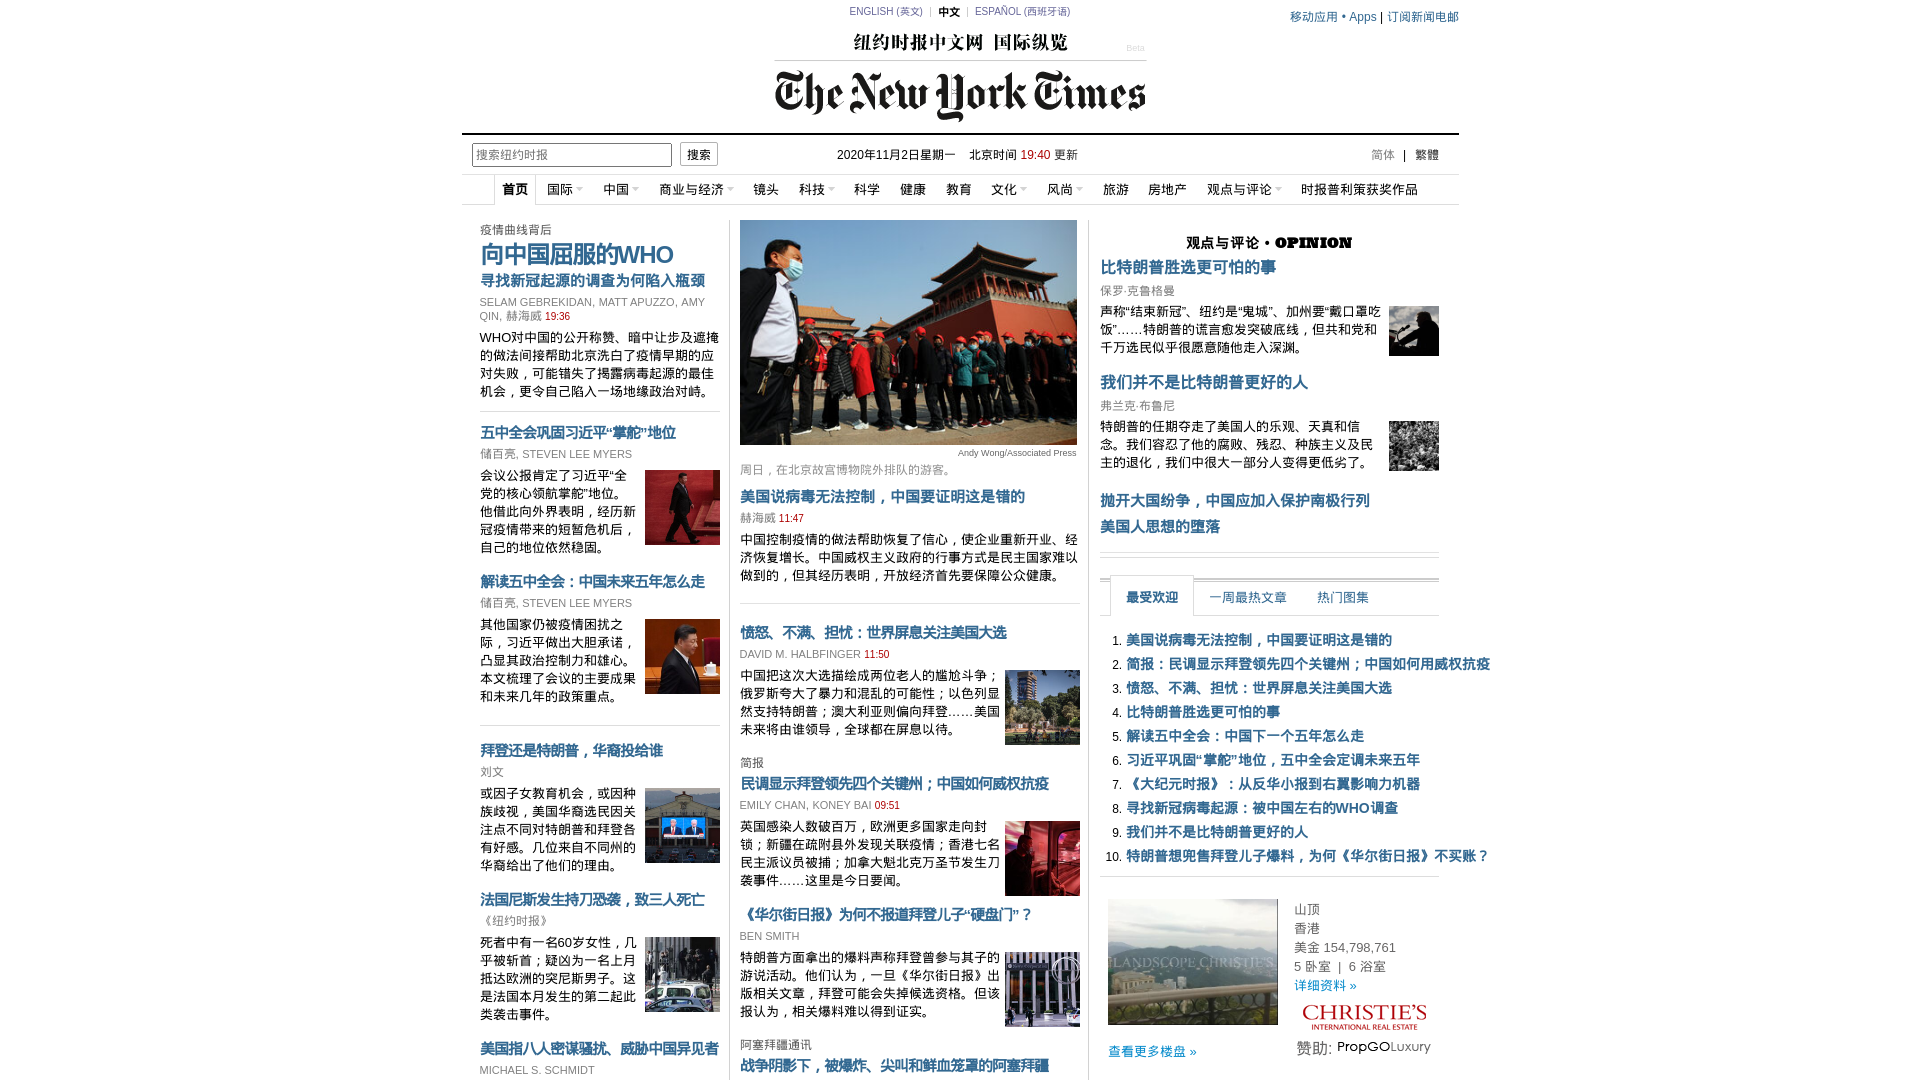 ENGLISH (英文) | 中文 | ESPAÑOL (西班牙语)
移动应用 • Apps | 订阅新闻电邮
纽约时报中文网 国际纵览
Beta
The New York Times
搜索纽约时报 搜索
2020年11月2日星期一 北京时间 19:40 更新
简体 | 繁體
首页 国际 中国 商业与经济 镜头 科技 科学 健康 教育 文化 风尚 旅游 房地产 观点与评论 时报普利策获奖作品
疫情曲线背后
向中国屈服的WHO
寻找新冠起源的调查为何陷入瓶颈
SELAM GEBREKIDAN, MATT APUZZO, AMY
QIN, 赫海威 19:36
WHO对中国的公开称赞、暗中让步及遮掩
的做法间接帮助北京洗白了疫情早期的应
对失败，可能错失了揭露病毒起源的最佳
机会，更令自己陷入一场地缘政治对峙。
五中全会巩固习近平“掌舵”地位
储百亮, STEVEN LEE MYERS
会议公报肯定了习近平“全
党的核心领航掌舵”地位。
他借此向外界表明，经历新
冠疫情带来的短暂危机后，
自己的地位依然稳固。
解读五中全会：中国未来五年怎么走
储百亮, STEVEN LEE MYERS
其他国家仍被疫情困扰之
际，习近平做出大胆承诺，
凸显其政治控制力和雄心。
本文梳理了会议的主要成果
和未来几年的政策重点。
拜登还是特朗普，华裔投给谁
刘文
或因子女教育机会，或因种
族歧视，美国华裔选民因关
注点不同对特朗普和拜登各
有好感。几位来自不同州的
华裔给出了他们的理由。
法国尼斯发生持刀恐袭，致三人死亡
《纽约时报》
死者中有一名60岁女性，几
乎被斩首；疑凶为一名上月
抵达欧洲的突尼斯男子。这
是法国本月发生的第二起此
类袭击事件。
美国指八人密谋骚扰、威胁中国异见者
MICHAEL S. SCHMIDT
Andy Wong/Associated Press
周日，在北京故宫博物院外排队的游客。
美国说病毒无法控制，中国要证明这是错的
赫海威 11:47
中国控制疫情的做法帮助恢复了信心，使企业重新开业、经
济恢复增长。中国威权主义政府的行事方式是民主国家难以
做到的，但其经历表明，开放经济首先要保障公众健康。
愤怒、不满、担忧：世界屏息关注美国大选
DAVID M. HALBFINGER 11:50
中国把这次大选描绘成两位老人的尴尬斗争；
俄罗斯夸大了暴力和混乱的可能性；以色列显
然支持特朗普；澳大利亚则偏向拜登……美国
未来将由谁领导，全球都在屏息以待。
简报
民调显示拜登领先四个关键州；中国如何威权抗疫
EMILY CHAN, KONEY BAI 09:51
英国感染人数破百万，欧洲更多国家走向封
锁；新疆在疏附县外发现关联疫情；香港七名
民主派议员被捕；加拿大魁北克万圣节发生刀
袭事件……这里是今日要闻。
《华尔街日报》为何不报道拜登儿子“硬盘门”？
BEN SMITH
特朗普方面拿出的爆料声称拜登曾参与其子的
游说活动。他们认为，一旦《华尔街日报》出
版相关文章，拜登可能会失掉候选资格。但该
报认为，相关爆料难以得到证实。
阿塞拜疆通讯
战争阴影下，被爆炸、尖叫和鲜血笼罩的阿塞拜疆
观点与评论 • OPINION
比特朗普胜选更可怕的事
保罗·克鲁格曼
声称“结束新冠”、纽约是“鬼城”、加州要“戴口罩吃
饭”……特朗普的谎言愈发突破底线，但共和党和
千万选民似乎很愿意随他走入深渊。
我们并不是比特朗普更好的人
弗兰克·布鲁尼
特朗普的任期夺走了美国人的乐观、天真和信
念。我们容忍了他的腐败、残忍、种族主义及民
主的退化，我们中很大一部分人变得更低劣了。
抛开大国纷争，中国应加入保护南极行列
美国人思想的堕落
最受欢迎 一周最热文章 热门图集
1. 美国说病毒无法控制，中国要证明这是错的
2. 简报：民调显示拜登领先四个关键州；中国如何用威权抗疫
3. 愤怒、不满、担忧：世界屏息关注美国大选
4. 比特朗普胜选更可怕的事
5. 解读五中全会：中国下一个五年怎么走
6. 习近平巩固“掌舵”地位，五中全会定调未来五年
7. 《大纪元时报》：从反华小报到右翼影响力机器
8. 寻找新冠病毒起源：被中国左右的WHO调查
9. 我们并不是比特朗普更好的人
10. 特朗普想兜售拜登儿子爆料，为何《华尔街日报》不买账？
LANDSCOPE CHRISTIE'S
山顶
香港
美金 154,798,761
5 卧室 | 6 浴室
详细资料 »
CHRISTIE'S
INTERNATIONAL REAL ESTATE
查看更多楼盘 »
赞助: PropGOLuxury